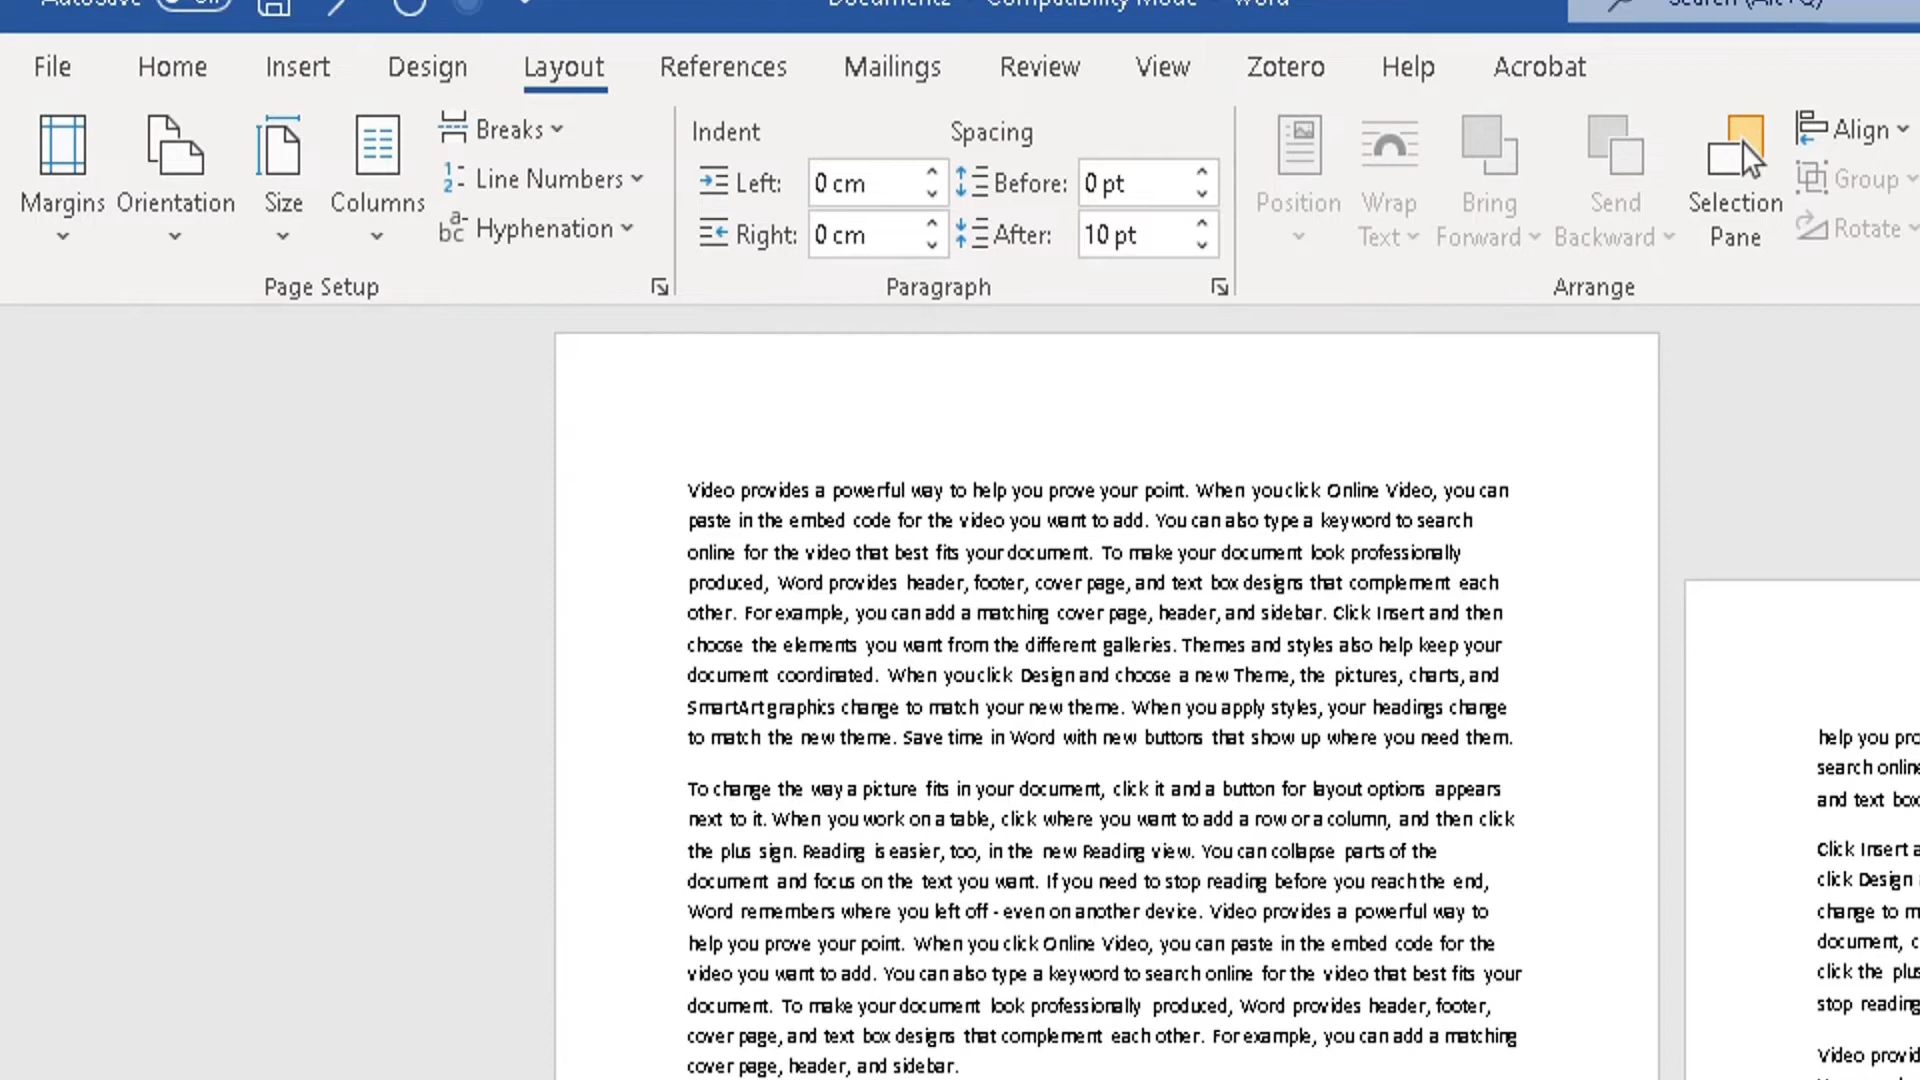 File Home Insert Design Layout References Mailings Review View Zotero Help Acrobat
Margins Orientation Size Columns
Breaks
Line Numbers
Hyphenation
Page Setup
Indent Spacing
Left: 0 cm Before: 0 pt
Right: 0 cm After: 10 pt
Paragraph
Position Wrap Text Bring Forward Send Backward Selection Pane
Align
Group
Rotate
Arrange
Video provides a powerful way to help you prove your point. When you click Online Video, you can
paste in the embed code for the video you want to add. You can also type a keyword to search
online for the video that best fits your document. To make your document look professionally
produced, Word provides header, footer, cover page, and text box designs that complement each
other. For example, you can add a matching cover page, header, and sidebar. Click Insert and then
choose the elements you want from the different galleries. Themes and styles also help keep your
document coordinated. When you click Design and choose a new Theme, the pictures, charts, and
SmartArt graphics change to match your new theme. When you apply styles, your headings change
to match the new theme. Save time in Word with new buttons that show up where you need them.
To change the way a picture fits in your document, click it and a button for layout options appears
next to it. When you work on a table, click where you want to add a row or a column, and then click
the plus sign. Reading is easier, too, in the new Reading view. You can collapse parts of the
document and focus on the text you want. If you need to stop reading before you reach the end,
Word remembers where you left off - even on another device. Video provides a powerful way to
help you prove your point. When you click Online Video, you can paste in the embed code for the
video you want to add. You can also type a keyword to search online for the video that best fits your
document. To make your document look professionally produced, Word provides header, footer,
cover page, and text box designs that complement each other. For example, you can add a matching
cover page, header, and sidebar.
help you
search
and text
Click Insert
click Design
change to
document,
click the
stop reading
Video